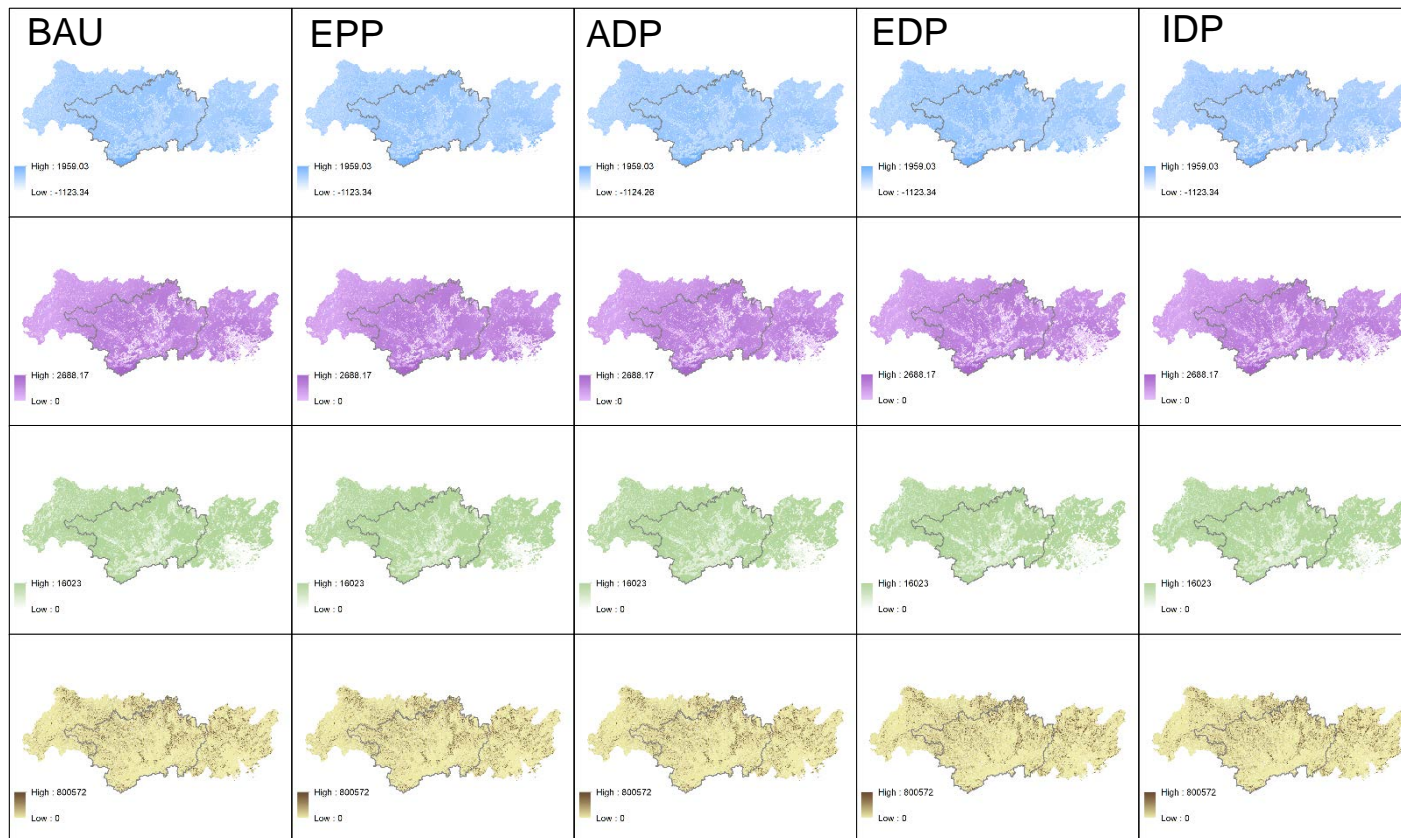 BAU
EPP
ADP
EDP
IDP
High : 1959.03
Low : -1123.34
High : 1959.03
Low : -1123.34
High : 1959.03
Low : -1124.26
High : 1959.03
Low : -1123.34
High : 1959.03
Low : -1123.34
High : 2688.17
Low : 0
High : 2688.17
Low : 0
High : 2688.17
Low :0
High : 2688.17
Low : 0
High : 2688.17
Low : 0
High : 16023
Low : 0
High : 16023
Low : 0
High : 16023
Low : 0
High : 16023
Low : 0
High : 16023
Low : 0
High : 800572
Low : 0
High : 800572
Low : 0
High : 800572
Low : 0
High : 800572
Low : 0
High : 800572
Low : 0